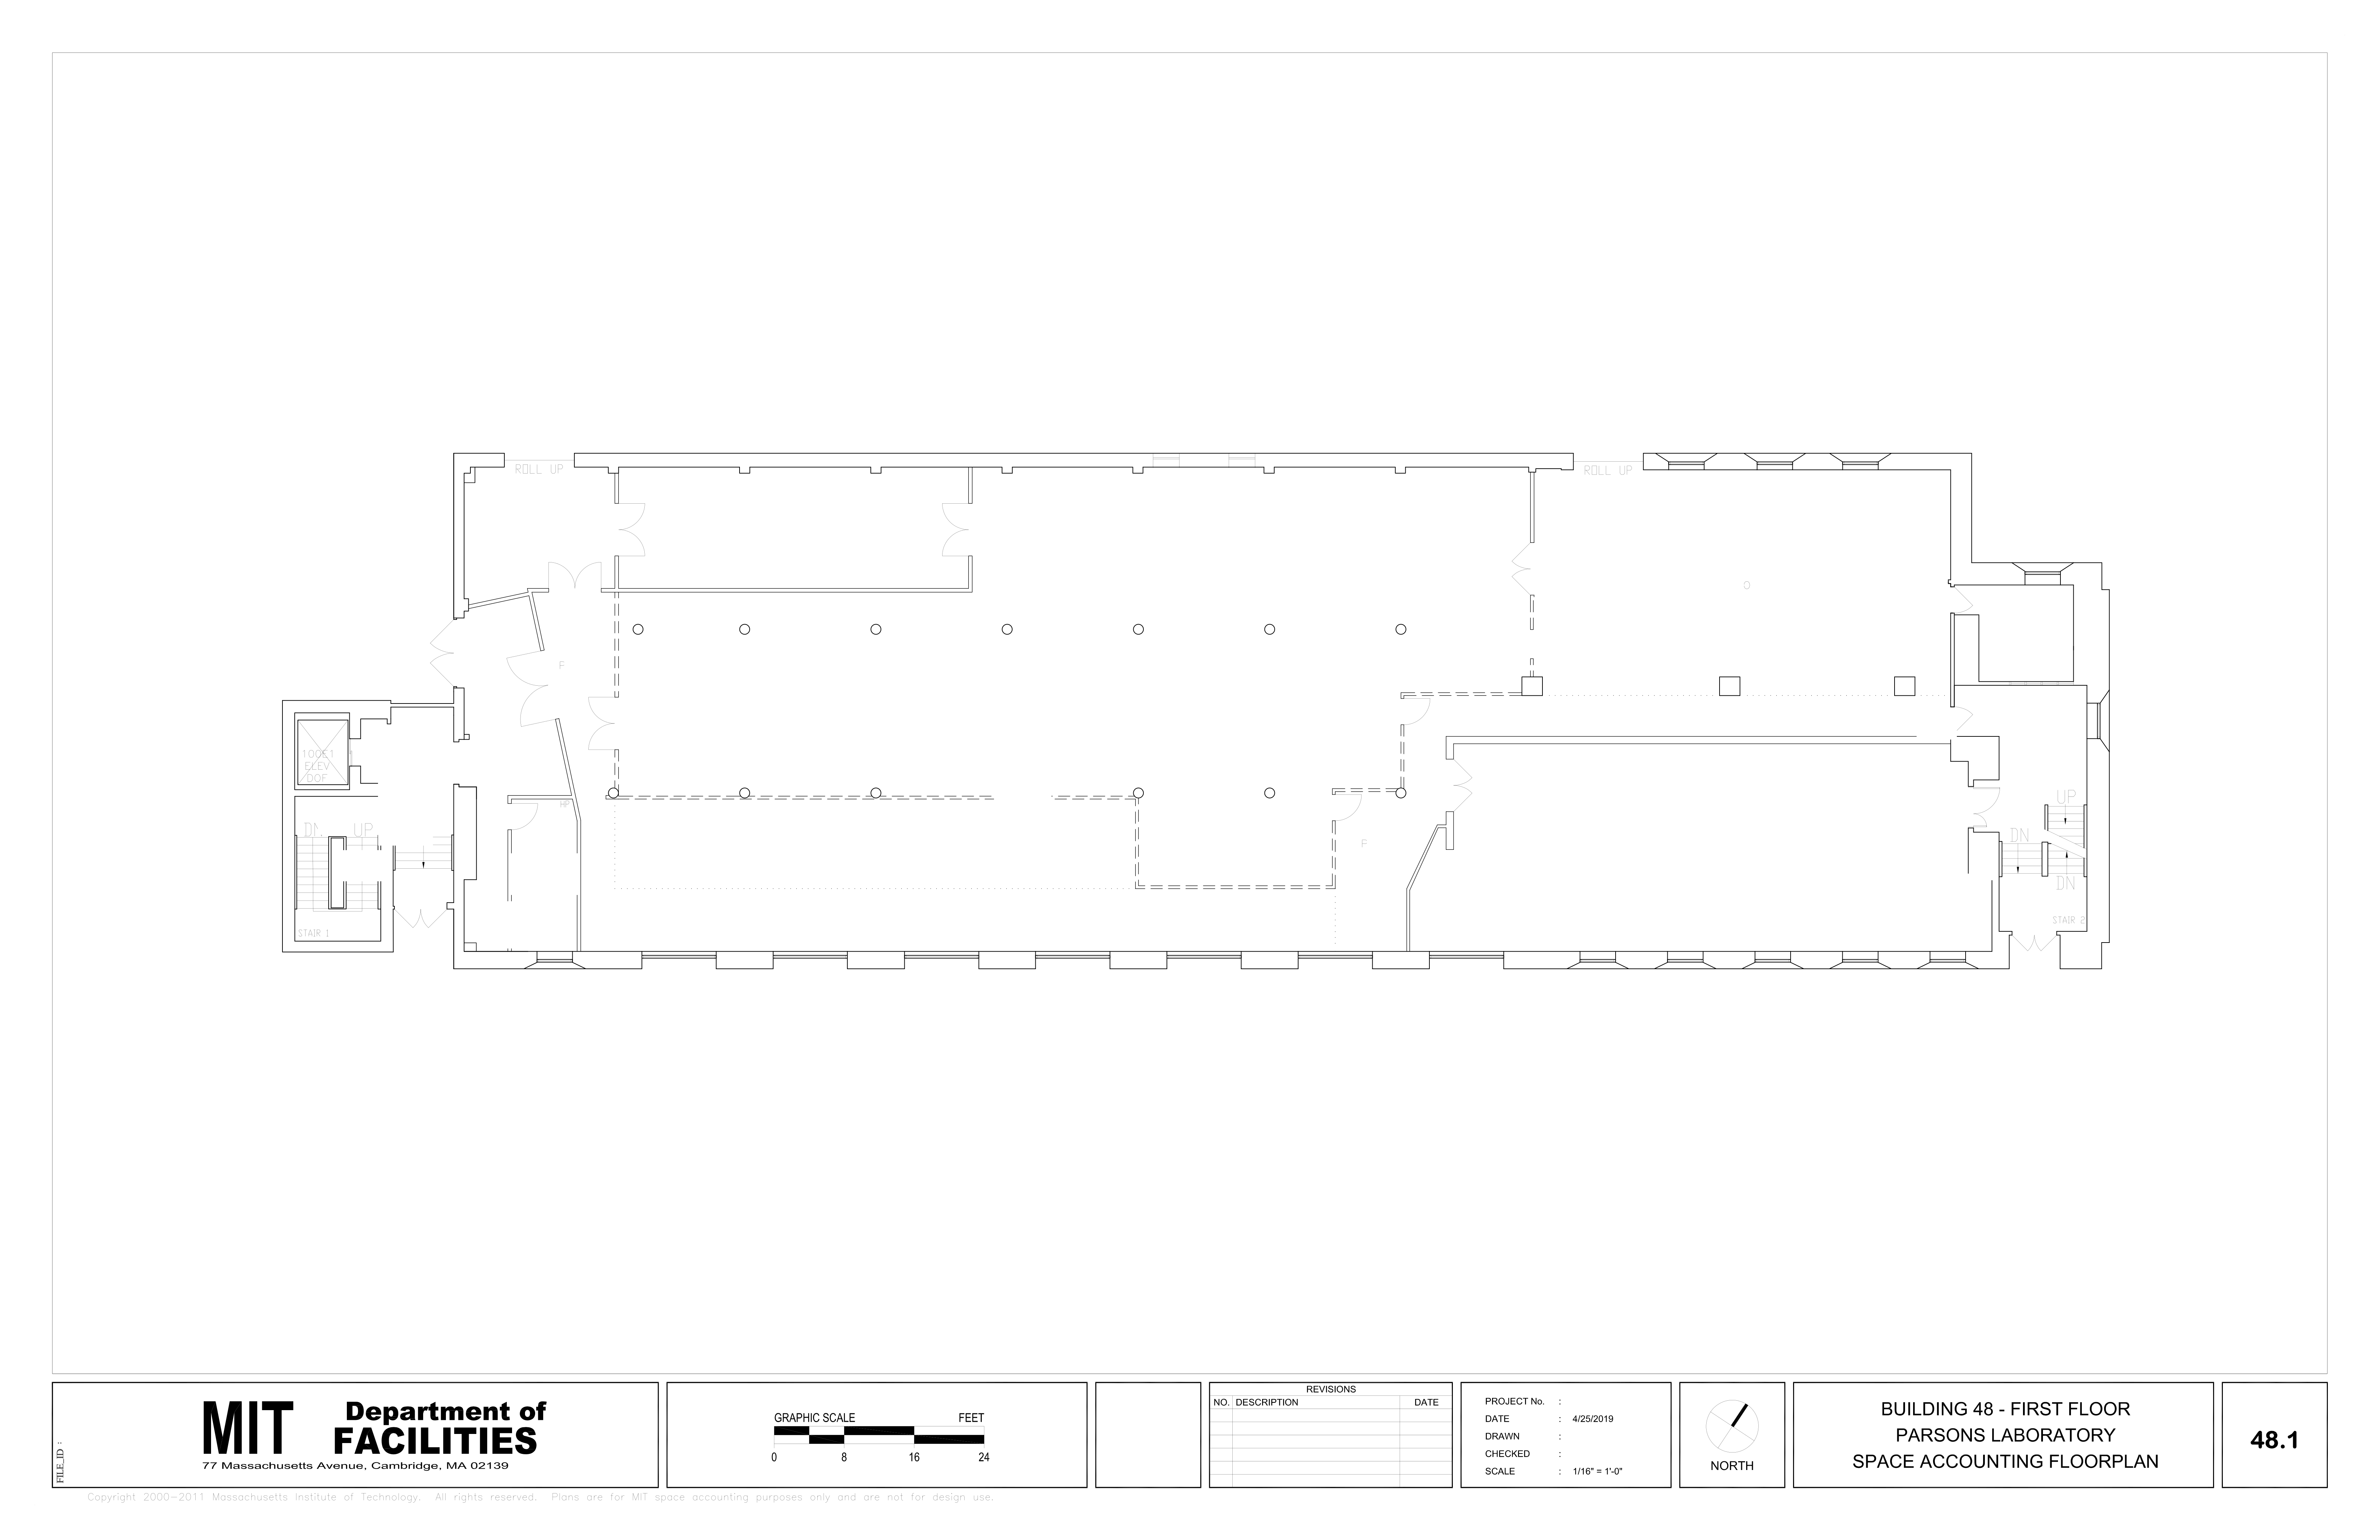 ROLL UP
ROLL UP
O
F
100E1
ELEV
DOF
HP
UP
DN
UP
DN
F
DN
STAIR 2
STAIR 1
MIT
Department of
FACILITIES
77 Massachusetts Avenue, Cambridge, MA 02139
FILE_ID :
GRAPHIC SCALE FEET
0 8 16 24
REVISIONS
NO. DESCRIPTION DATE
PROJECT No. :
DATE : 4/25/2019
DRAWN :
CHECKED :
SCALE : 1/16" = 1'-0"
NORTH
BUILDING 48 - FIRST FLOOR
PARSONS LABORATORY
SPACE ACCOUNTING FLOORPLAN
48.1
Copyright 2000-2011 Massachusetts Institute of Technology. All rights reserved. Plans are for MIT space accounting purposes only and are not for design use.